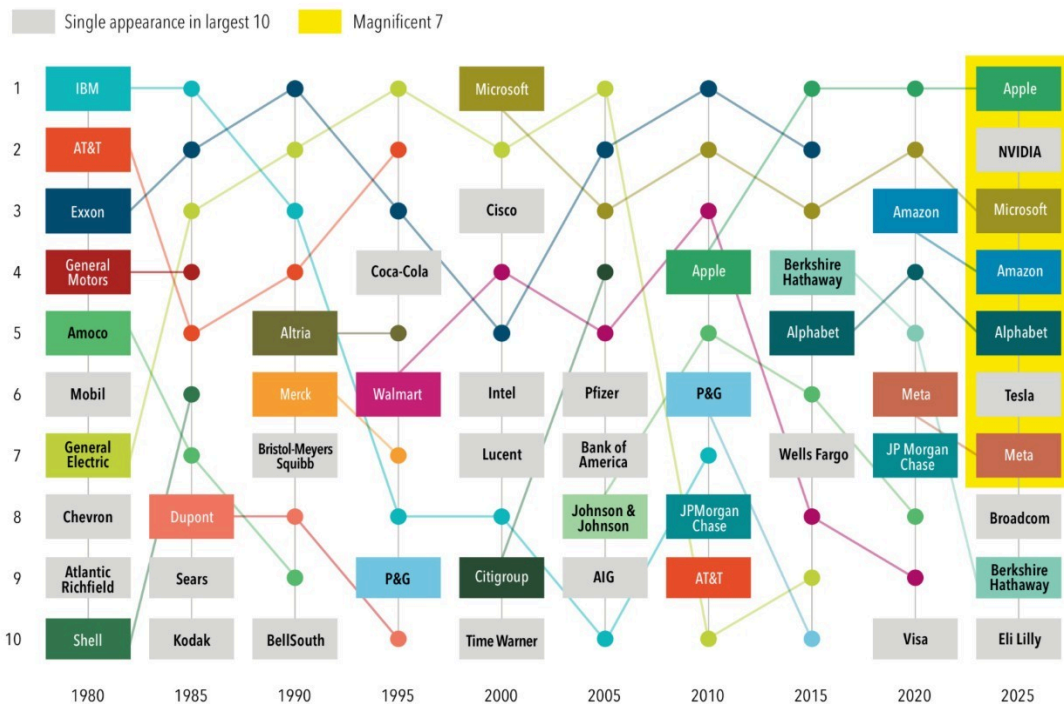 Single appearance in largest 10 Magnificent 7
1 IBM Microsoft Apple
2 AT&T NVIDIA
3 Exxon Cisco Amazon Microsoft
4 General Motors Coca-Cola Apple Berkshire Hathaway Amazon
5 Amoco Altria Alphabet Alphabet
6 Mobil Merck Walmart Intel Pfizer P&G Meta Tesla
7 General Electric Bristol-Meyers Squibb Lucent Bank of America Wells Fargo JP Morgan Chase Meta
8 Chevron Dupont Johnson & Johnson JPMorgan Chase Broadcom
9 Atlantic Richfield Sears P&G Citigroup AIG AT&T Berkshire Hathaway
10 Shell Kodak BellSouth Time Warner Visa Eli Lilly
1980 1985 1990 1995 2000 2005 2010 2015 2020 2025